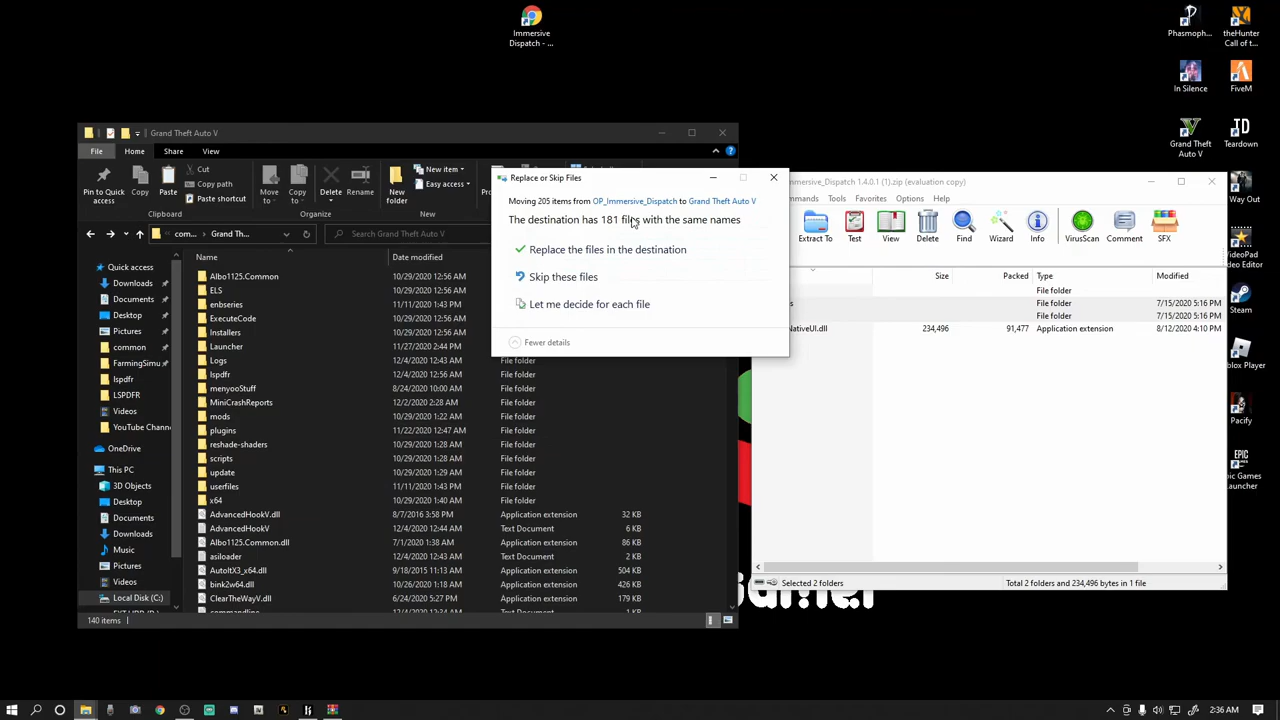 Immersive
Dispatch - ...
Phasmoph...
theHunter
Call of t...
In Silence
FiveM
Grand Theft
Auto V
Teardown
Way Out
VideoPad
Video Editor
Steam
Roblox Player
Pacify
Epic Games
Launcher
Grand Theft Auto V
File
Home
Share
View
Pin to Quick
access
Copy
Paste
Cut
Copy path
Paste shortcut
Clipboard
Move
to
Copy
to
Delete
Rename
Organize
New
folder
New item
Easy access
New
com...
Grand Th...
Search Grand Theft Auto V
Name
Date modified
Quick access
Downloads
Documents
Desktop
Pictures
common
FarmingSimu
lspdfr
LSPDFR
Videos
YouTube Chann
OneDrive
This PC
3D Objects
Desktop
Documents
Downloads
Music
Pictures
Videos
Local Disk (C:)
Albo1125.Common 10/29/2020 12:56 AM
ELS 10/29/2020 12:56 AM
enbseries 11/11/2020 1:43 PM
ExecuteCode 10/29/2020 12:56 AM
Installers 10/29/2020 12:56 AM
Launcher 11/27/2020 2:44 PM
Logs 12/4/2020 12:56 AM File folder
lspdfr 12/4/2020 12:56 AM File folder
menyooStuff 8/24/2020 10:00 AM File folder
MiniCrashReports 12/2/2020 2:28 AM File folder
mods 10/29/2020 1:22 AM File folder
plugins 11/22/2020 12:47 AM File folder
reshade-shaders 10/29/2020 1:28 AM File folder
scripts 10/29/2020 1:28 AM File folder
update 10/29/2020 1:29 AM File folder
userfiles 11/11/2020 1:43 PM File folder
x64 10/29/2020 1:40 AM File folder
AdvancedHookV.dll 8/7/2016 3:58 PM Application extension 32 KB
AdvancedHookV 12/4/2020 12:44 AM Text Document 6 KB
Albo1125.Common.dll 7/1/2020 1:38 AM Application extension 86 KB
asiloader 12/4/2020 12:43 AM Text Document 2 KB
AutoItX3_x64.dll 9/18/2015 11:13 AM Application extension 504 KB
bink2w64.dll 10/26/2020 1:18 AM Application extension 426 KB
ClearTheWayV.dll 6/24/2020 5:27 PM Application extension 179 KB
commandline 12/4/2020 12:43 AM Text Document 1 KB
140 items
Replace or Skip Files
Moving 205 items from OP_Immersive_Dispatch to Grand Theft Auto V
The destination has 181 files with the same names
Replace the files in the destination
Skip these files
Let me decide for each file
Fewer details
mmersive_Dispatch 1.4.0.1 (1).zip (evaluation copy)
mmands
Tools
Favorites
Options
Help
Extract To
Test
View
Delete
Find
Wizard
Info
VirusScan
Comment
SFX
Size
Packed
Type
Modified
File folder
s File folder 7/15/2020 5:16 PM
File folder 7/15/2020 5:16 PM
NativeUI.dll 234,496 91,477 Application extension 8/12/2020 4:10 PM
Selected 2 folders
Total 2 folders and 234,496 bytes in 1 file
2:36 AM